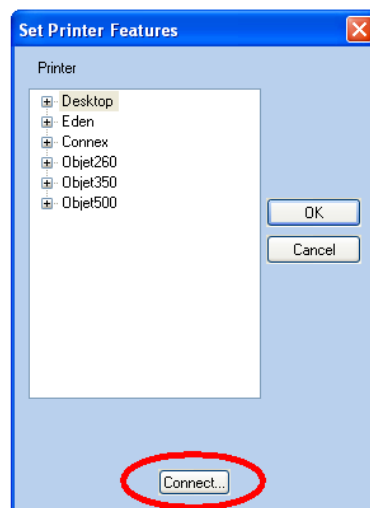 Set Printer Features
Printer
Desktop
Eden
Connex
Objet260
Objet350
Objet500
OK
Cancel
Connect...